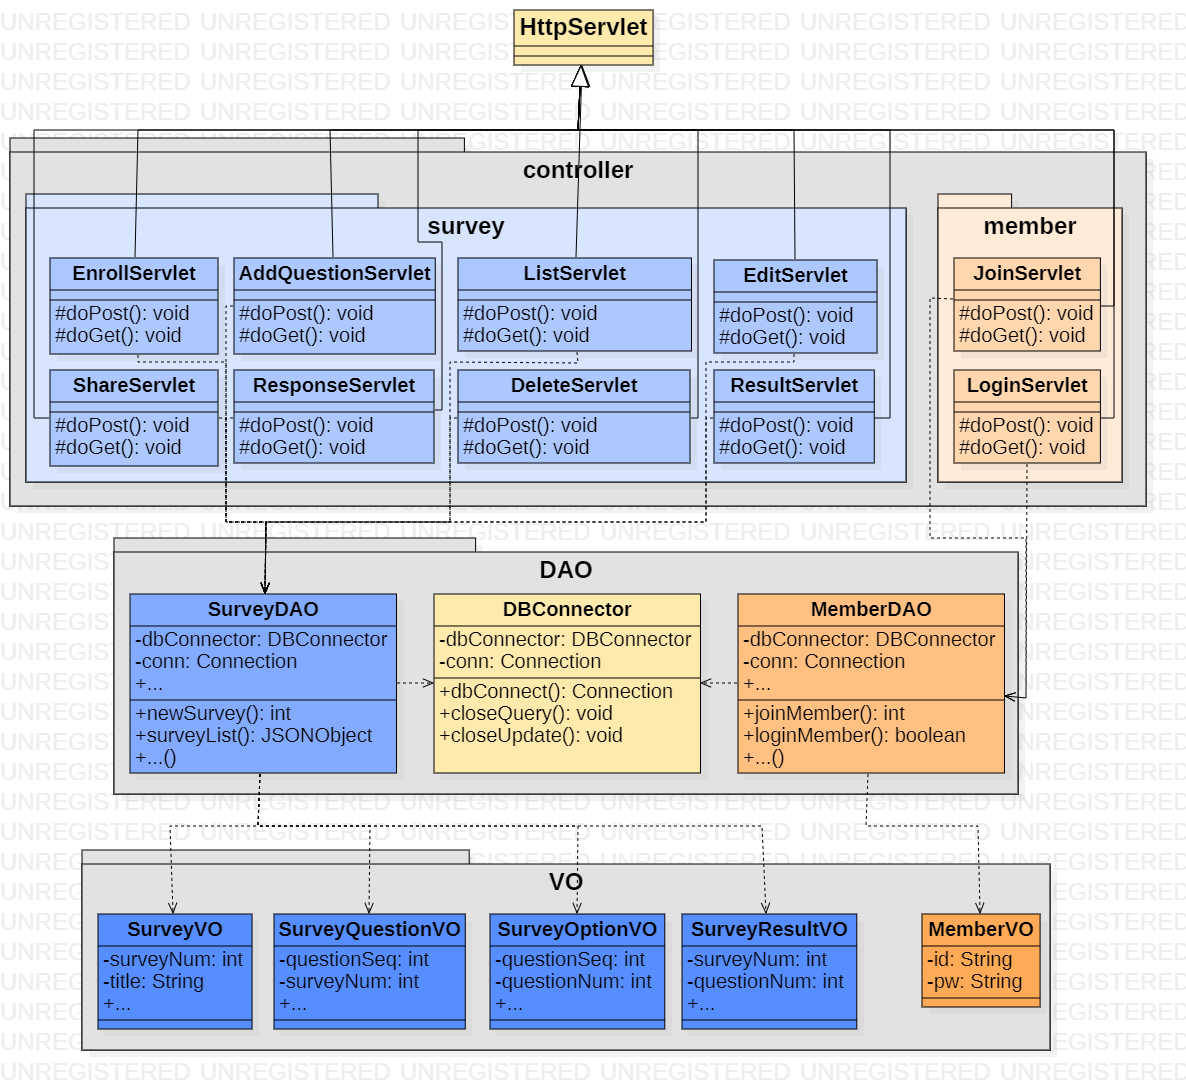 HttpServlet
controller
survey
member
EnrollServlet
#doPost(): void
#doGet(): void
AddQuestionServlet
#doPost(): void
#doGet(): void
ListServlet
#doPost(): void
#doGet(): void
EditServlet
#doPost(): void
#doGet(): void
JoinServlet
#doPost(): void
#doGet(): void
ShareServlet
#doPost(): void
#doGet(): void
ResponseServlet
#doPost(): void
#doGet(): void
DeleteServlet
#doPost(): void
#doGet(): void
ResultServlet
#doPost(): void
#doGet(): void
LoginServlet
#doPost(): void
#doGet(): void
DAO
SurveyDAO
-dbConnector: DBConnector
-conn: Connection
+...
+newSurvey(): int
+surveyList(): JSONObject
+...()
DBConnector
-dbConnector: DBConnector
-conn: Connection
+dbConnect(): Connection
+closeQuery(): void
+closeUpdate(): void
MemberDAO
-dbConnector: DBConnector
-conn: Connection
+...
+joinMember(): int
+loginMember(): boolean
+...()
VO
SurveyVO
-surveyNum: int
-title: String
+...
SurveyQuestionVO
-questionSeq: int
-surveyNum: int
+...
SurveyOptionVO
-questionSeq: int
-questionNum: int
+...
SurveyResultVO
-surveyNum: int
-questionNum: int
+...
MemberVO
-id: String
-pw: String
UNREGISTERED